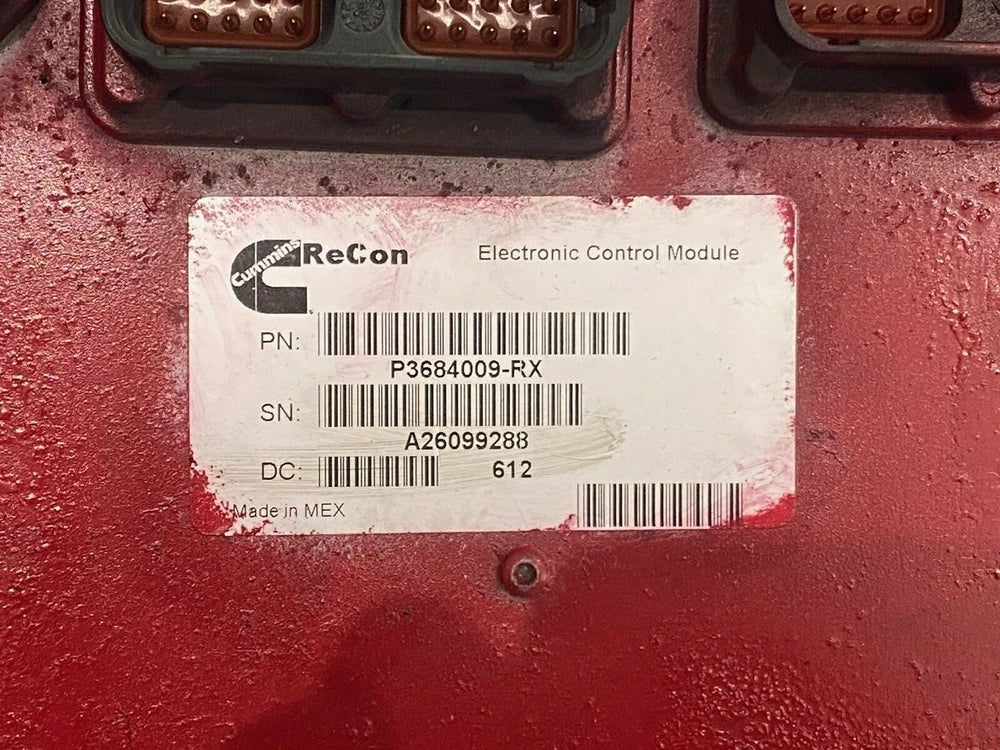 Cummins ReCon Electronic Control Module
PN:
P3684009-RX
SN:
A26099288
DC: 612
Made in MEX